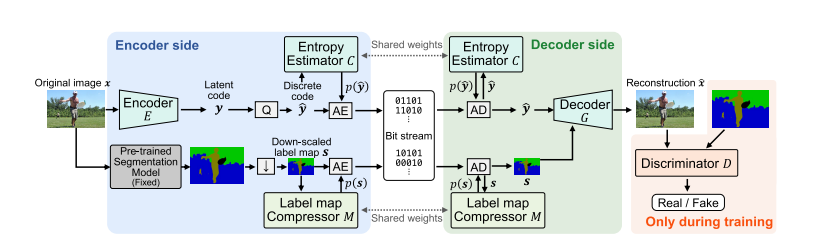 Encoder side
Entropy
Estimator C
Shared weights
Entropy
Estimator C
Decoder side
Original image x
Latent
code
Discrete
code
p(ŷ)
p(ŷ)
ŷ
Reconstruction x̂
Encoder
E
y
Q
ŷ
AE
01101
11010
⋮
Bit stream
10101
00010
⋮
AD
ŷ
Decoder
G
Pre-trained
Segmentation
Model
(Fixed)
↓
Down-scaled
label map s
AE
p(s)
AD
p(s)
s
s
Label map
Compressor M
Shared weights
Label map
Compressor M
Discriminator D
Real / Fake
Only during training